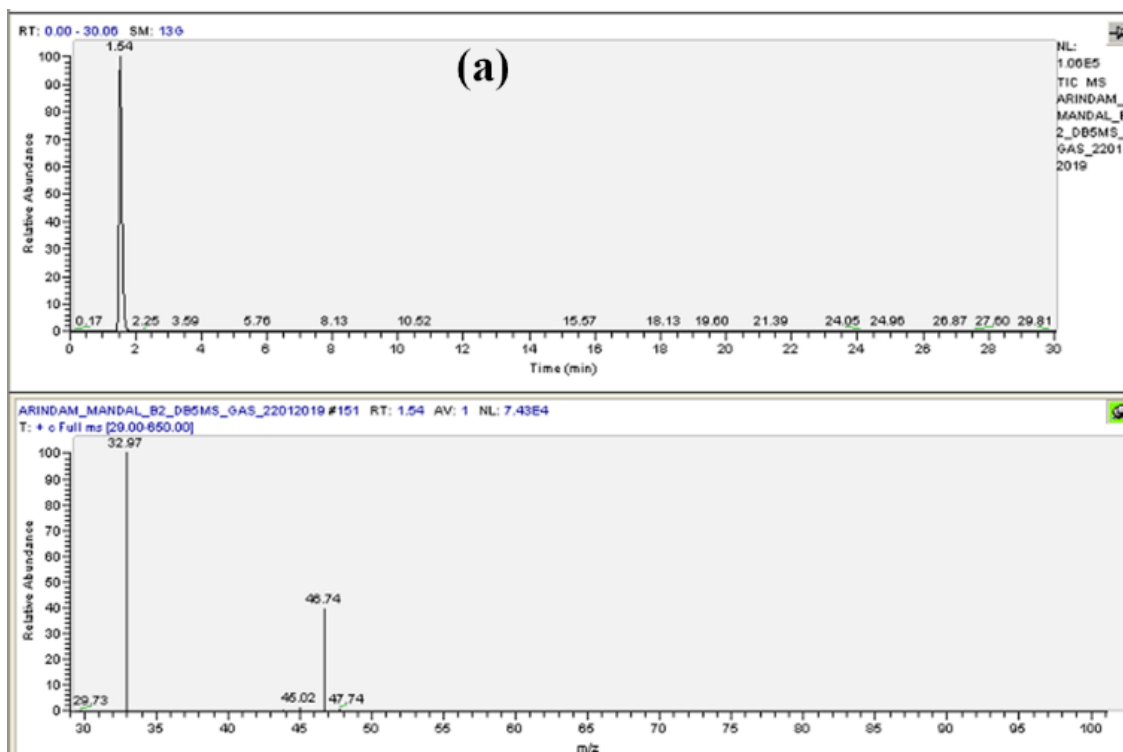 RT: 0.00 - 30.06 SM: 13G
(a)
NL:
1.06E5
TIC MS
ARINDAM_
MANDAL_B
2_DB5MS_
GAS_2201
2019
1.54
100
90
80
70
60
50
40
30
20
10
0
Relative Abundance
0.17 2.25 3.59 5.76 8.13 10.52 15.57 18.13 19.60 21.39 24.05 24.96 26.87 27.60 29.81
0 2 4 6 8 10 12 14 16 18 20 22 24 26 28 30
Time (min)
ARINDAM_MANDAL_B2_DB5MS_GAS_22012019 #151 RT: 1.54 AV: 1 NL: 7.43E4
T: + c Full ms [29.00-650.00]
32.97
100
90
80
70
60
50
40
30
20
10
0
Relative Abundance
46.74
29.73 45.02 47.74
30 35 40 45 50 55 60 65 70 75 80 85 90 95 100
m/z